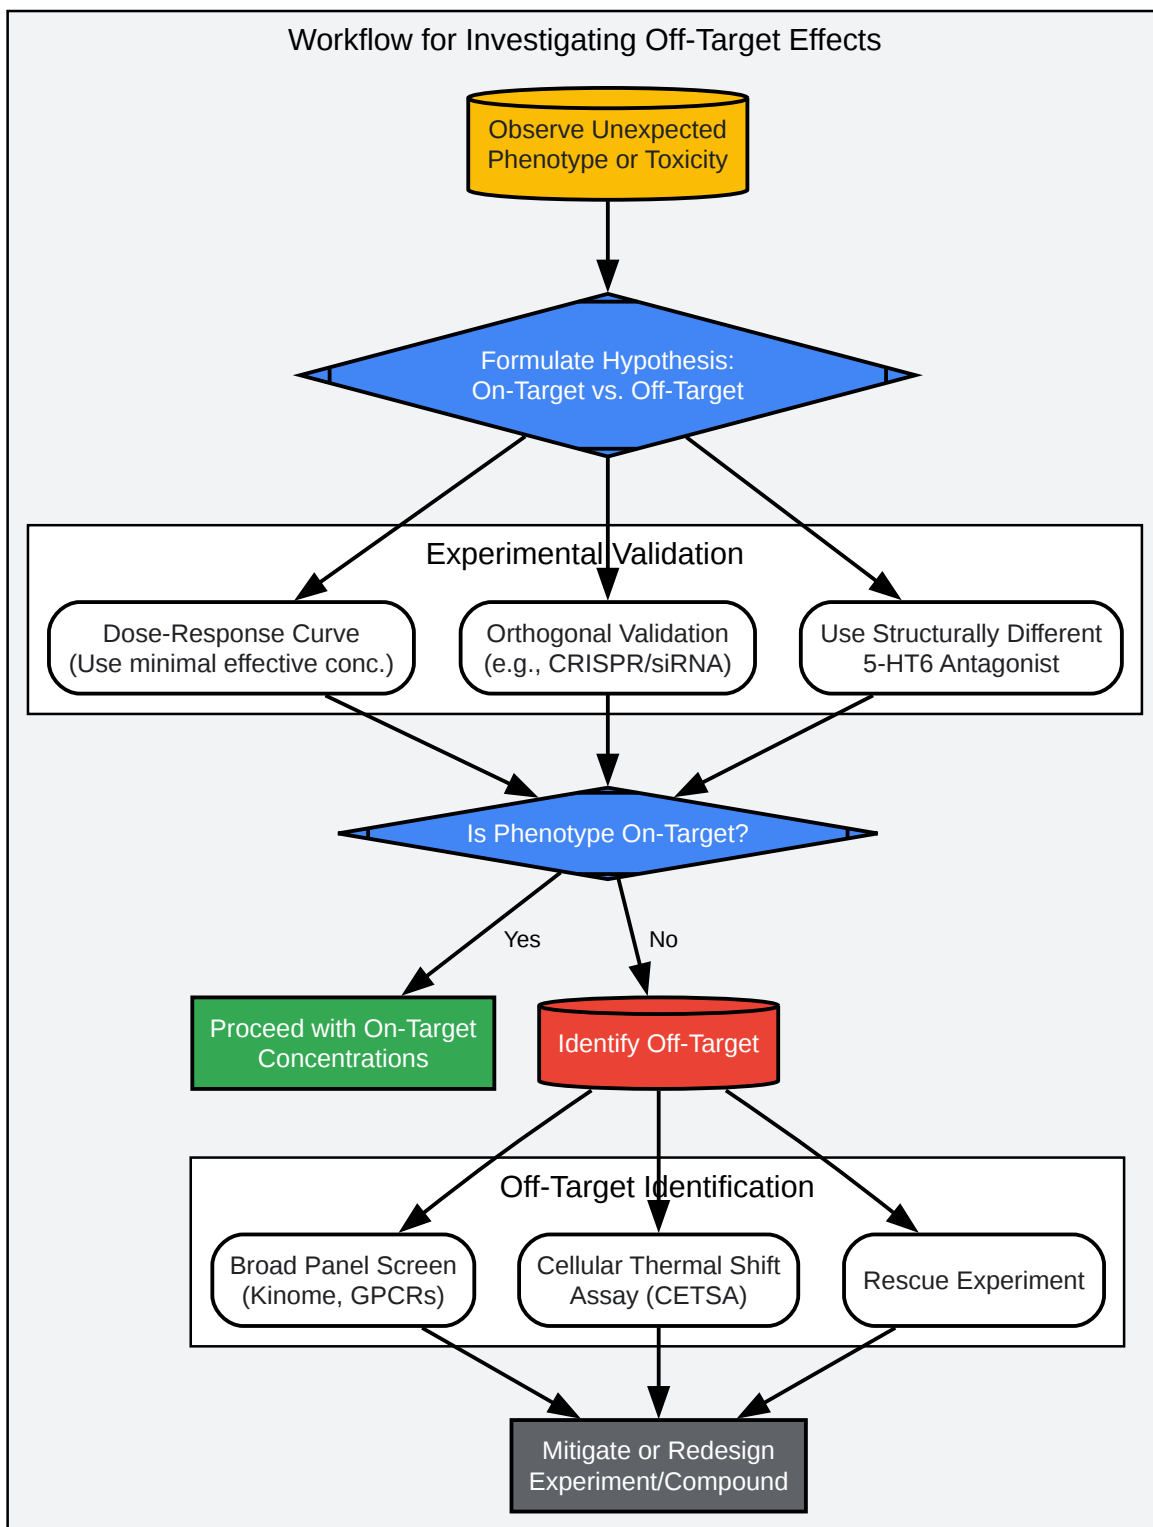 Workflow for Investigating Off-Target Effects
Observe Unexpected
Phenotype or Toxicity
Formulate Hypothesis:
On-Target vs. Off-Target
Experimental Validation
Dose-Response Curve
(Use minimal effective conc.)
Orthogonal Validation
(e.g., CRISPR/siRNA)
Use Structurally Different
5-HT6 Antagonist
Is Phenotype On-Target?
Yes
No
Proceed with On-Target
Concentrations
Identify Off-Target
Off-Target Identification
Broad Panel Screen
(Kinome, GPCRs)
Cellular Thermal Shift
Assay (CETSA)
Rescue Experiment
Mitigate or Redesign
Experiment/Compound